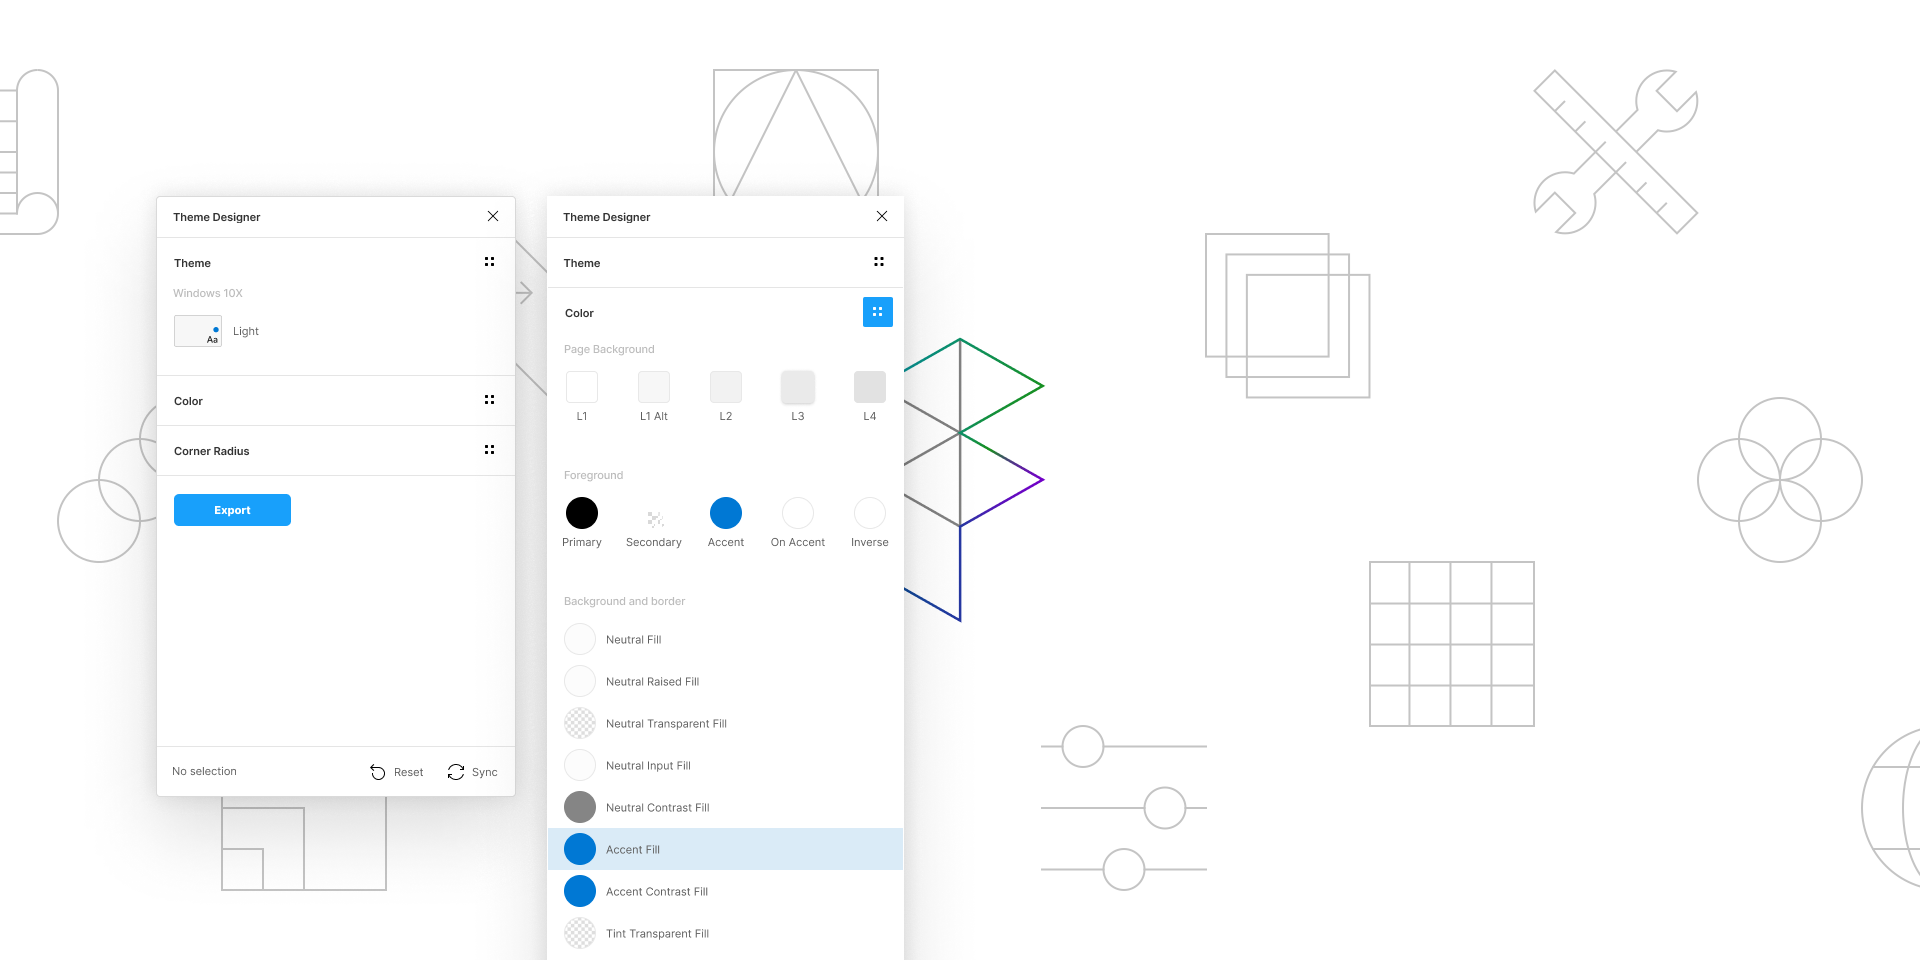 Theme Designer
Theme
Windows 10X
Aa
Light
Color
Corner Radius
Export
No selection
Reset
Sync
Theme Designer
Theme
Color
Page Background
L1
L1 Alt
L2
L3
L4
Foreground
Primary
Secondary
Accent
On Accent
Inverse
Background and border
Neutral Fill
Neutral Raised Fill
Neutral Transparent Fill
Neutral Input Fill
Neutral Contrast Fill
Accent Fill
Accent Contrast Fill
Tint Transparent Fill